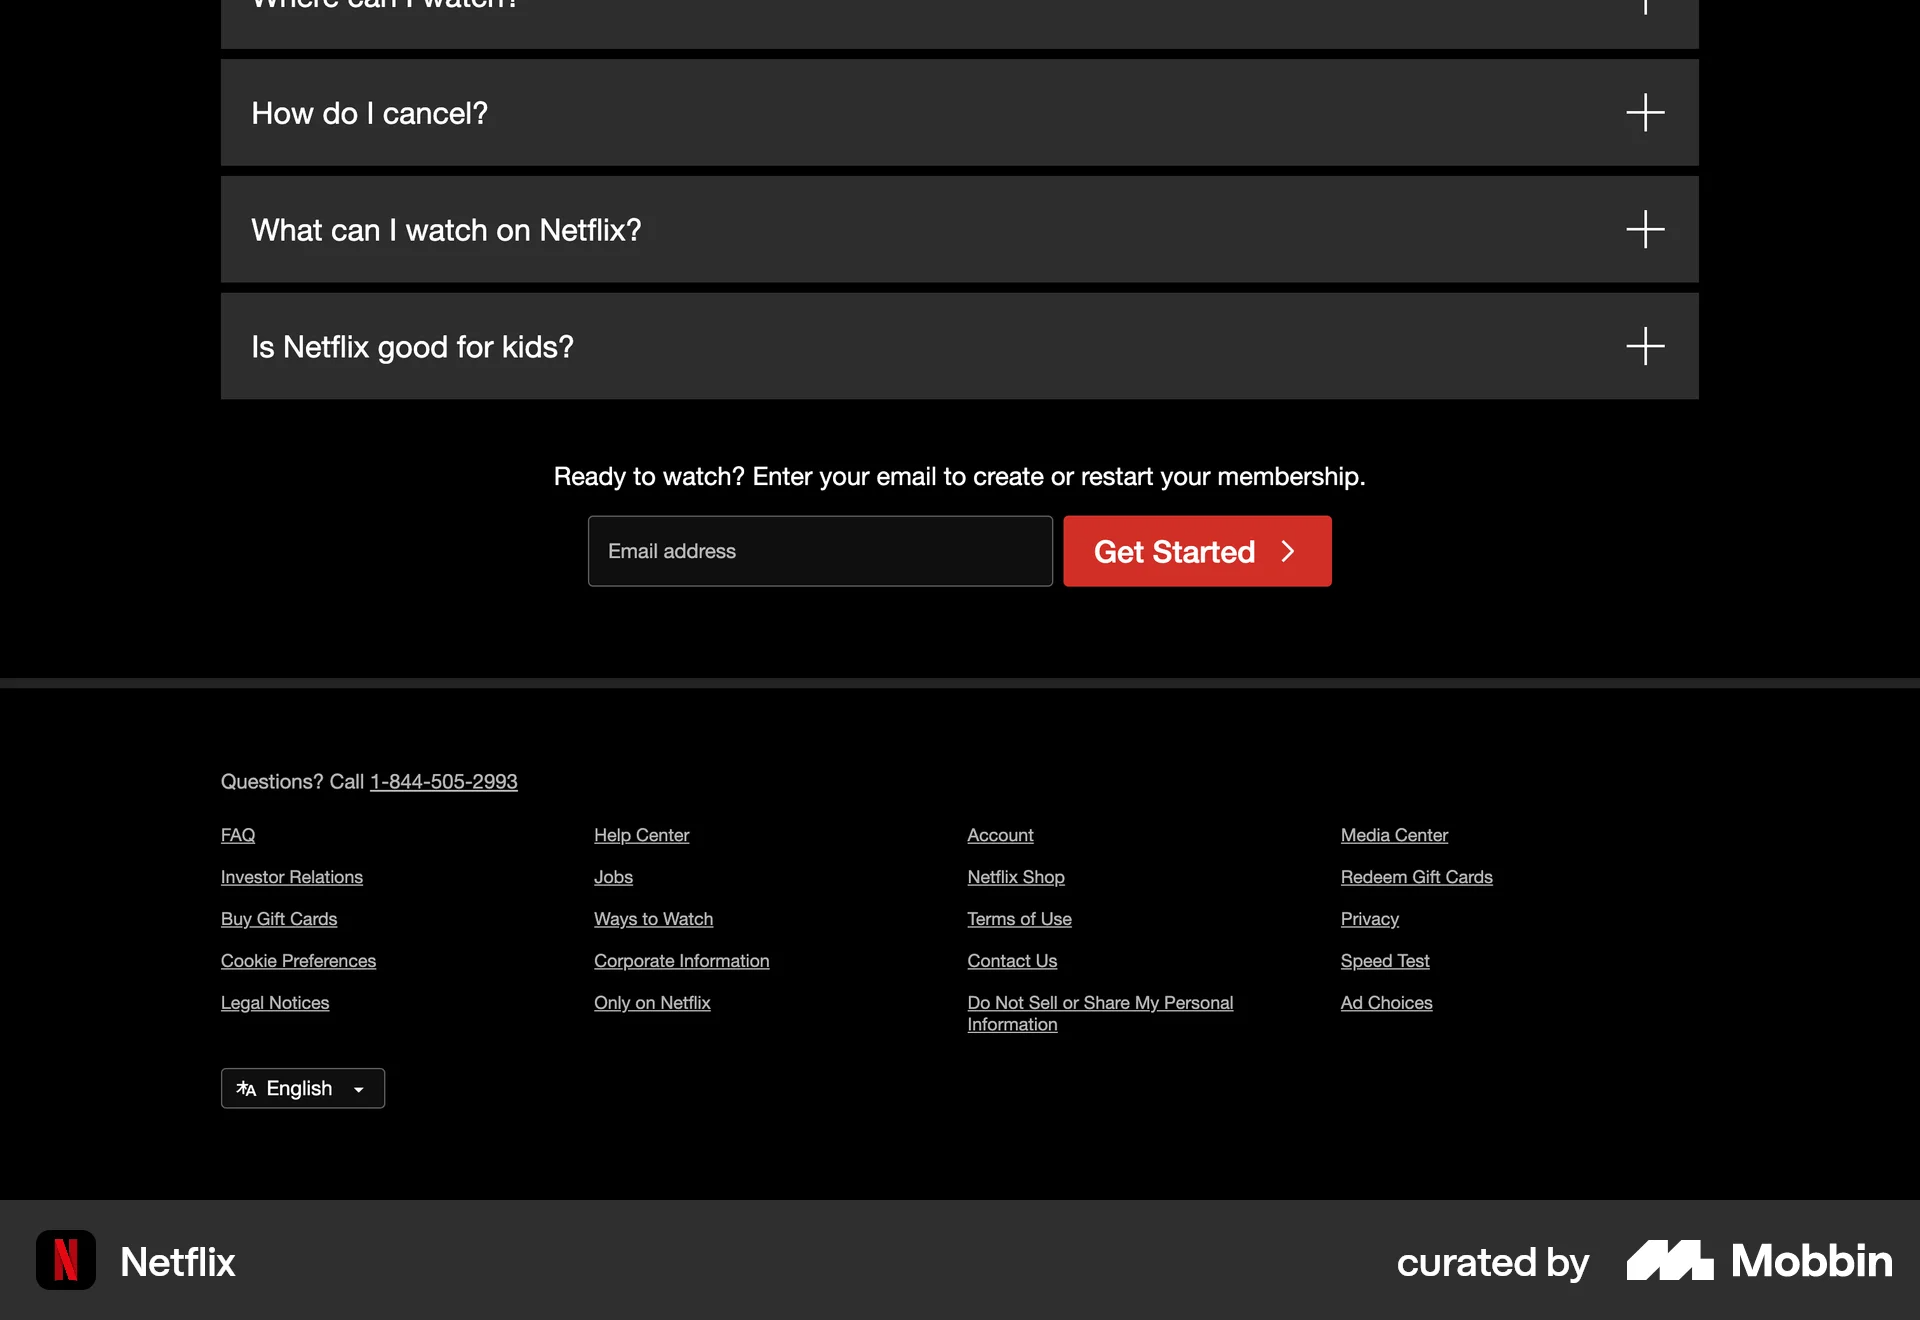 Where can I watch?
How do I cancel?
What can I watch on Netflix?
Is Netflix good for kids?
Ready to watch? Enter your email to create or restart your membership.
Email address
Get Started
Questions? Call 1-844-505-2993
FAQ
Help Center
Account
Media Center
Investor Relations
Jobs
Netflix Shop
Redeem Gift Cards
Buy Gift Cards
Ways to Watch
Terms of Use
Privacy
Cookie Preferences
Corporate Information
Contact Us
Speed Test
Legal Notices
Only on Netflix
Do Not Sell or Share My Personal
Information
Ad Choices
English
Netflix
curated by Mobbin